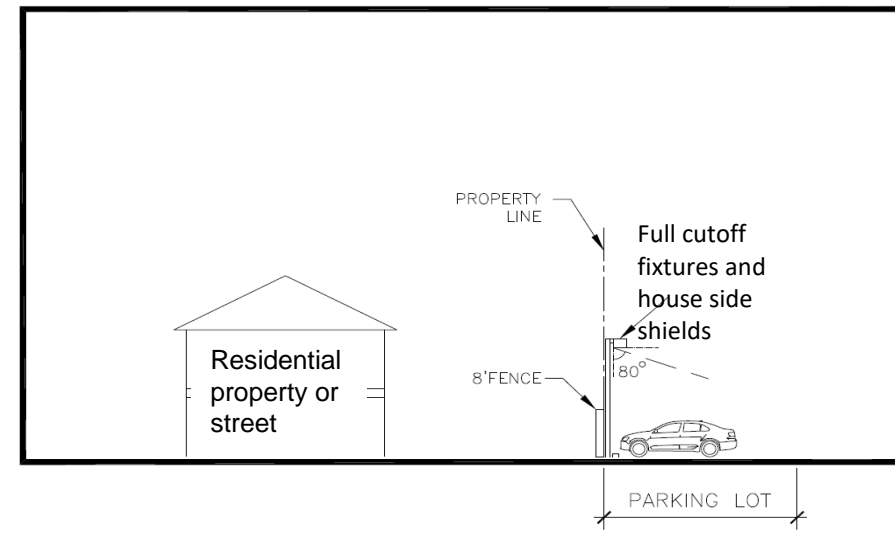 PROPERTY
LINE
Full cutoff
fixtures and
house side
shields
Residential
property or
street
8'FENCE
80°
PARKING LOT